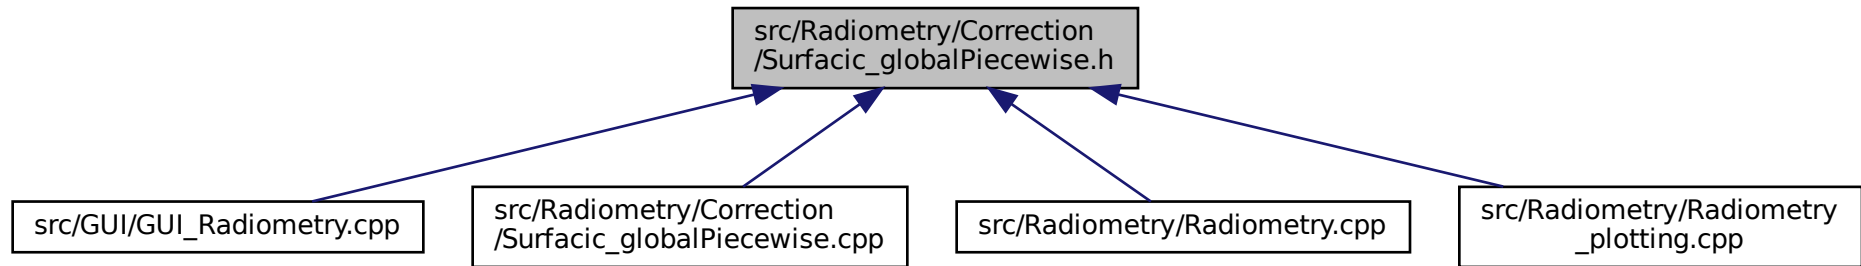 src/Radiometry/Correction
/Surfacic_globalPiecewise.h
src/GUI/GUI_Radiometry.cpp
src/Radiometry/Correction
/Surfacic_globalPiecewise.cpp
src/Radiometry/Radiometry.cpp
src/Radiometry/Radiometry
_plotting.cpp